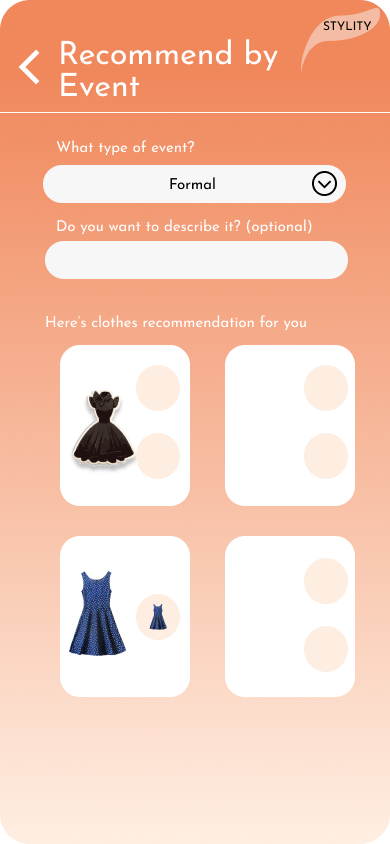 STYLITY
Recommend by
Event
What type of event?
Formal
Do you want to describe it? (optional)
Here's clothes recommendation for you